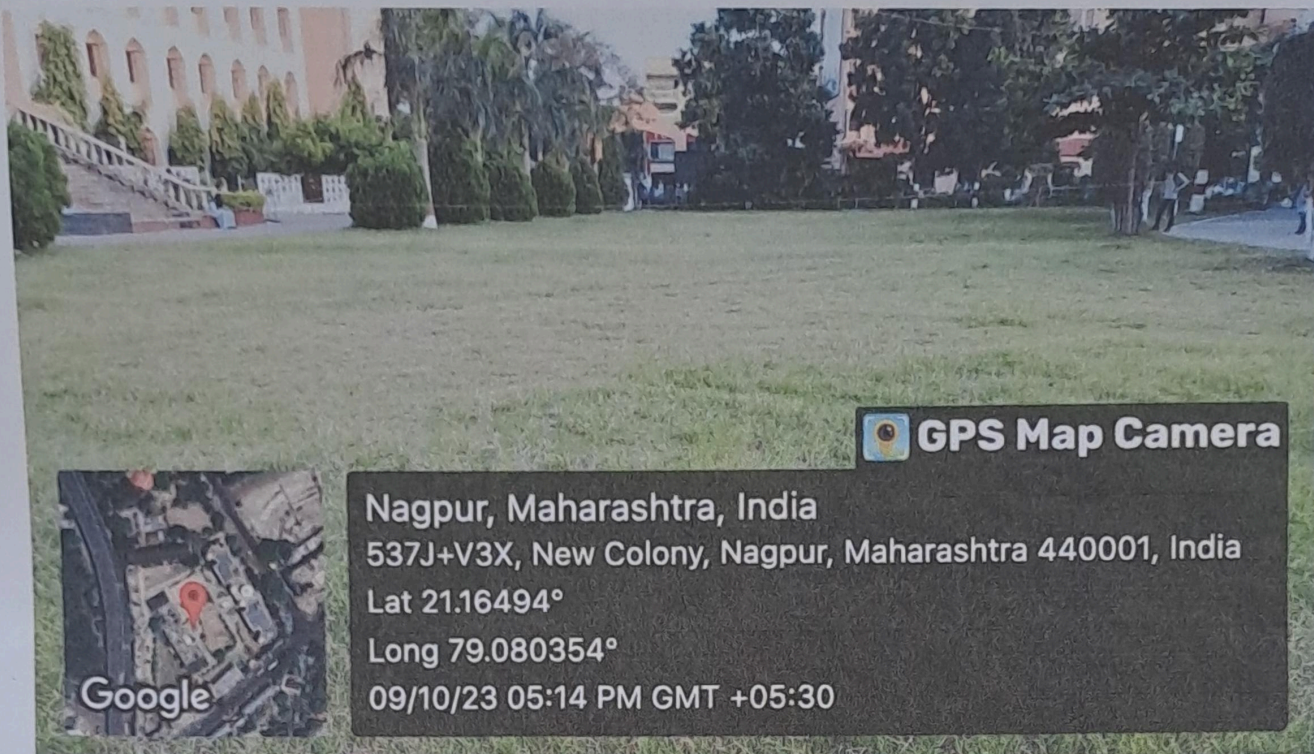 GPS Map Camera
Nagpur, Maharashtra, India
537J+V3X, New Colony, Nagpur, Maharashtra 440001, India
Lat 21.16494°
Long 79.080354°
09/10/23 05:14 PM GMT +05:30
Google